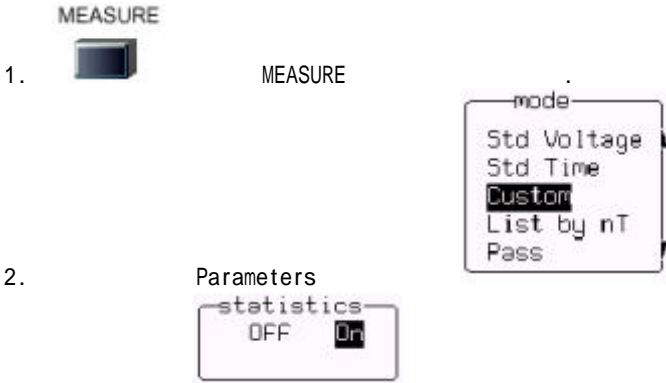 MEASURE
1. MEASURE .
mode
Std Voltage
Std Time
Custom
List by nT
Pass
2. Parameters
statistics
OFF On